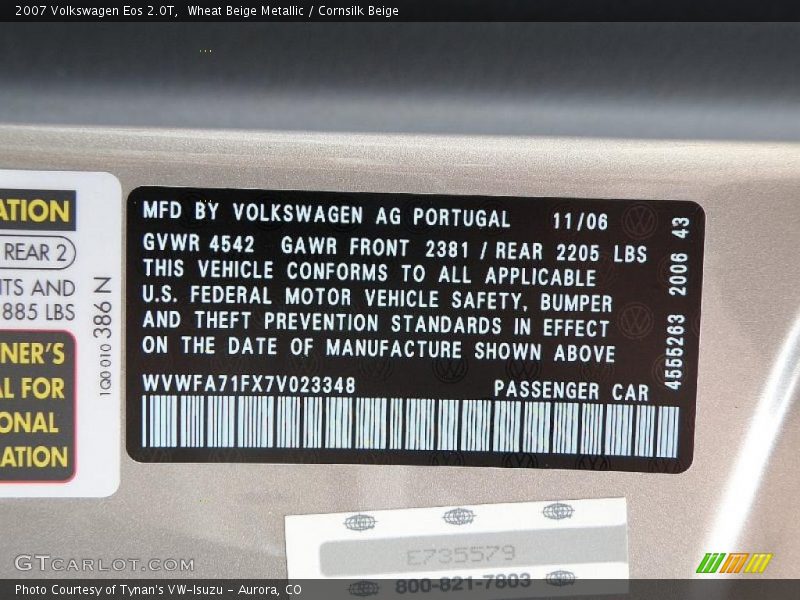 2007 Volkswagen Eos 2.0T, Wheat Beige Metallic / Cornsilk Beige
ATION
REAR 2
ITS AND
885 LBS
NER'S
AL FOR
ONAL
ATION
1Q0 010 386 N
MFD BY VOLKSWAGEN AG PORTUGAL 11/06
GVWR 4542 GAWR FRONT 2381 / REAR 2205 LBS
THIS VEHICLE CONFORMS TO ALL APPLICABLE
U.S. FEDERAL MOTOR VEHICLE SAFETY, BUMPER
AND THEFT PREVENTION STANDARDS IN EFFECT
ON THE DATE OF MANUFACTURE SHOWN ABOVE
WVWFA71FX7V023348 PASSENGER CAR
4555263 2006 43
E735579
800-821-7803
GTCARLOT.COM
Photo Courtesy of Tynan's VW-Isuzu - Aurora, CO